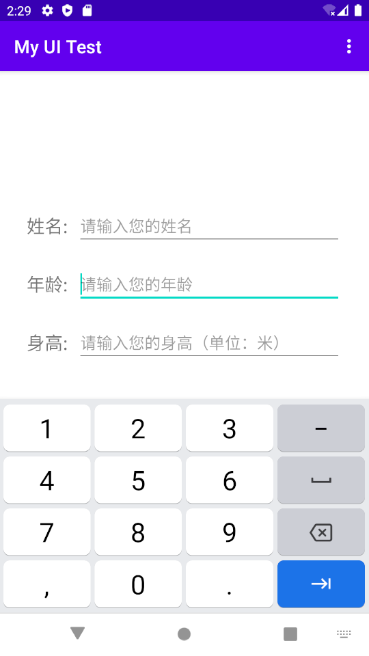 2:29
My UI Test
姓名: 请输入您的姓名
年龄: 请输入您的年龄
身高: 请输入您的身高（单位：米）
1 2 3 −
4 5 6
7 8 9
, 0 .